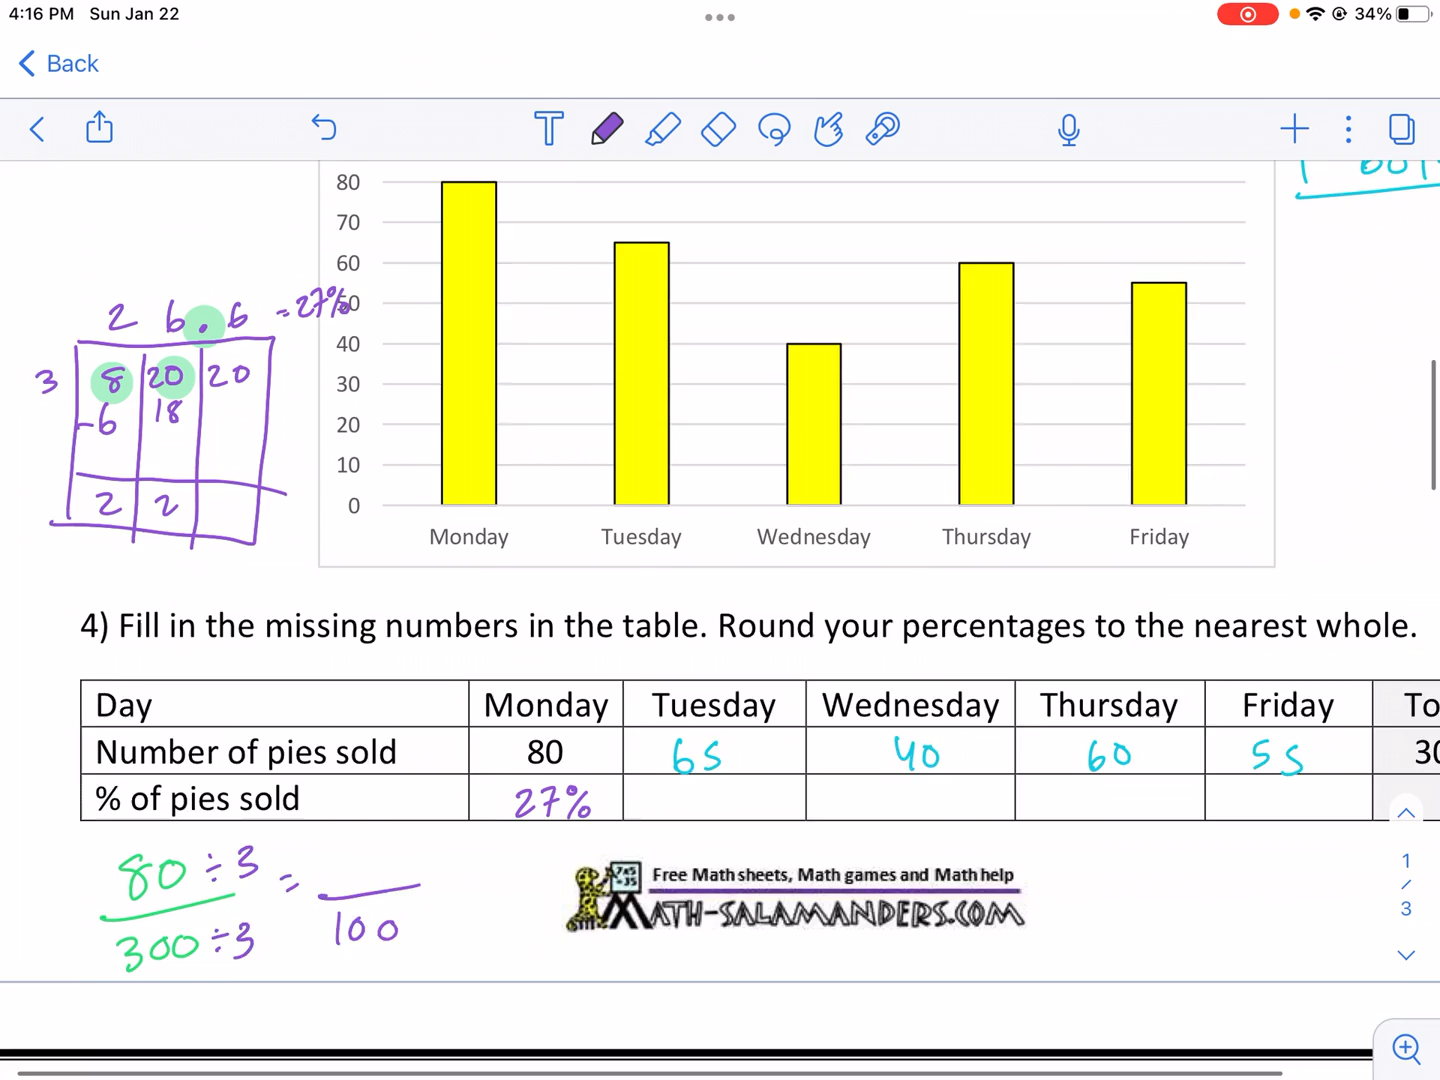 4:16 PM Sun Jan 22
34%
Back
80
70
60
50
40
30
20
10
0
Monday Tuesday Wednesday Thursday Friday
2 6 . 6 = 27%
3 8 20 20
-6 18
2 2
4) Fill in the missing numbers in the table. Round your percentages to the nearest whole.
Day Monday Tuesday Wednesday Thursday Friday To
Number of pies sold 80 65 40 60 55 30
% of pies sold 27%
80 ÷ 3 =
300 ÷ 3 100
7x5
=35
Free Math sheets, Math games and Math help
MATH-SALAMANDERS.COM
1
/
3